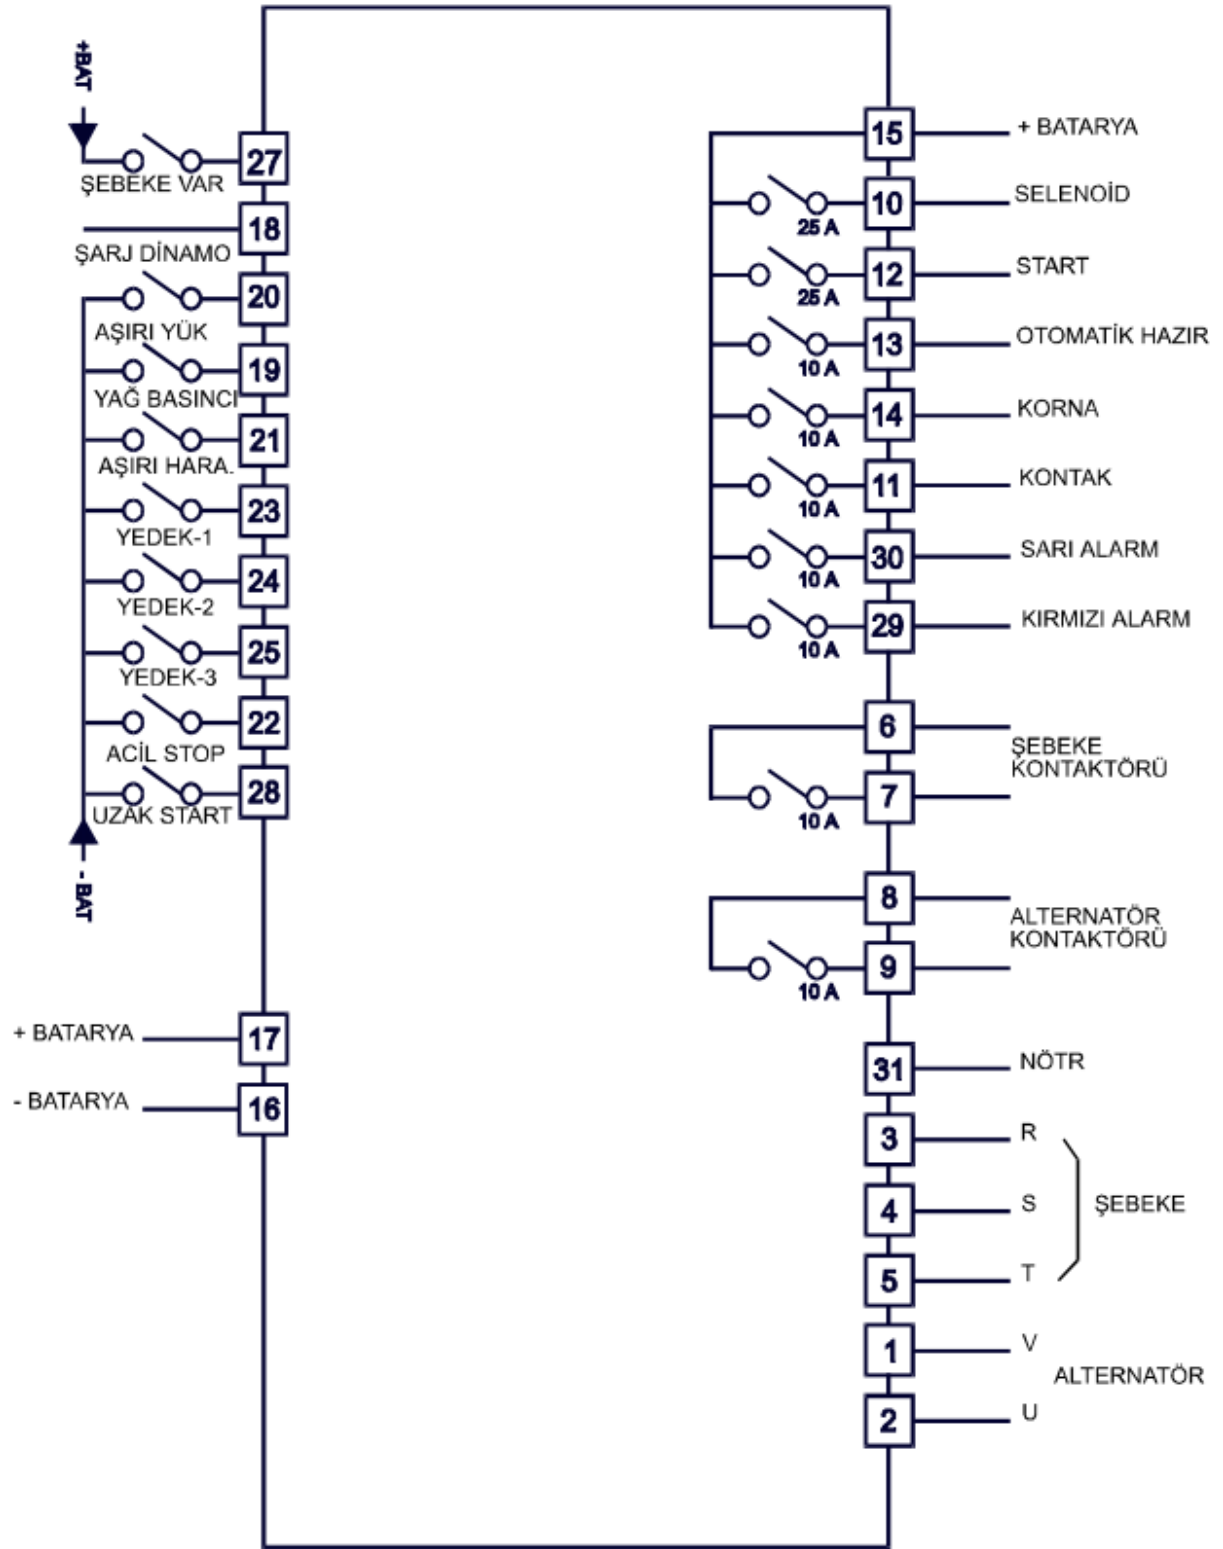 +BAT
27
ŞEBEKE VAR
18
ŞARJ DİNAMO
20
AŞIRI YÜK
19
YAĞ BASINCI
21
AŞIRI HARA.
23
YEDEK-1
24
YEDEK-2
25
YEDEK-3
22
ACİL STOP
28
UZAK START
- BAT
+ BATARYA 17
- BATARYA 16
15 + BATARYA
10 SELENOİD
25 A
12 START
25 A
13 OTOMATİK HAZIR
10 A
14 KORNA
10 A
11 KONTAK
10 A
30 SARI ALARM
10 A
29 KIRMIZI ALARM
10 A
6
ŞEBEKE
KONTAKTÖRÜ
7
10 A
8
ALTERNATÖR
KONTAKTÖRÜ
9
10 A
31 NÖTR
3 R
4 S ŞEBEKE
5 T
1 V
ALTERNATÖR
2 U